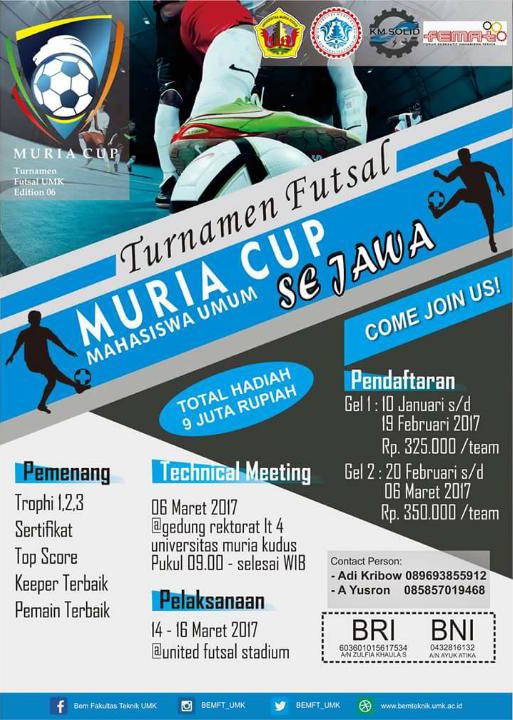 MURIA CUP
Turnamen
Futsal UMK
Edition 06
KM SOLID
FEMA-T
Turnamen Futsal
MURIA CUP
MAHASISWA UMUM
SE JAWA
COME JOIN US!
TOTAL HADIAH
9 JUTA RUPIAH
Pendaftaran
Gel 1 : 10 Januari s/d
19 Februari 2017
Rp. 325.000 /team
Gel 2 : 20 Februari s/d
06 Maret 2017
Rp. 350.000 /team
Pemenang
Trophi 1,2,3
Sertifikat
Top Score
Keeper Terbaik
Pemain Terbaik
Technical Meeting
06 Maret 2017
@gedung rektorat lt 4
universitas muria kudus
Pukul 09.00 - selesai WIB
Pelaksanaan
14 - 16 Maret 2017
@united futsal stadium
Contact Person:
- Adi Kribow 089693855912
- A Yusron 085857019468
BRI
603601015617534
A/N ZULFIA KHAULA S
BNI
0432816132
A/N AYUK ATIKA
Bem Fakultas Teknik UMK
BEMFT_UMK
BEMFT_UMK
www.bemteknik.umk.ac.id